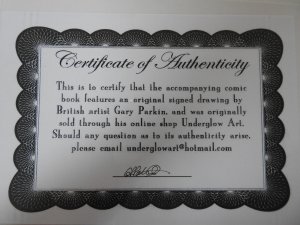 Certificate of Authenticity
This is to certify that the accompanying comic
book features an original signed drawing by
British artist Gary Parkin, and was originally
sold through his online shop Underglow Art.
Should any question us to its authenticity arise,
please email underglowart@hotmail.com